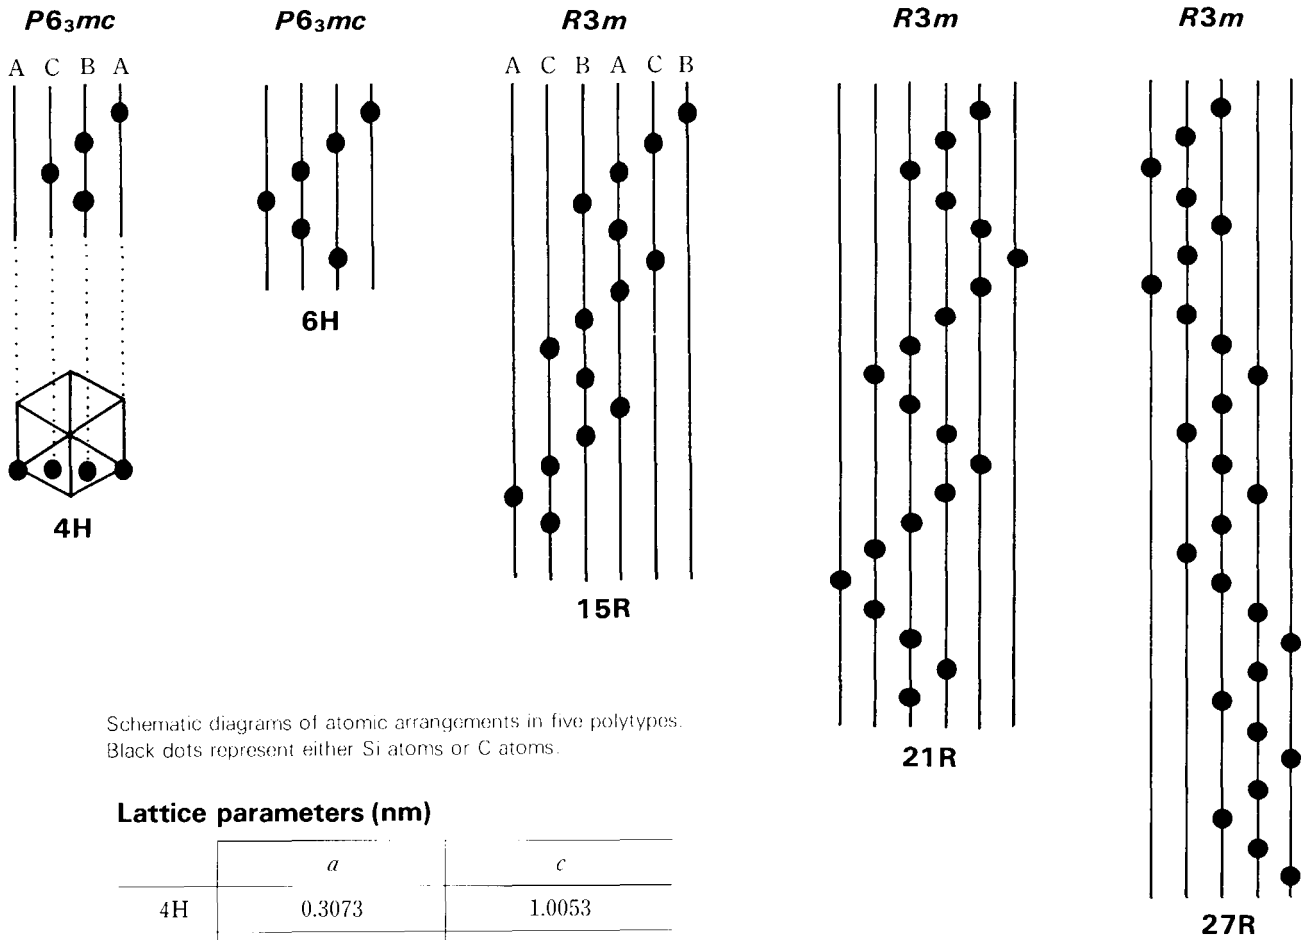 P6₃mc P6₃mc R3m R3m R3m
A C B A A C B A C B
4H
6H
15R
21R
27R
Schematic diagrams of atomic arrangements in five polytypes.
Black dots represent either Si atoms or C atoms.
Lattice parameters (nm)
a c
4H 0.3073 1.0053